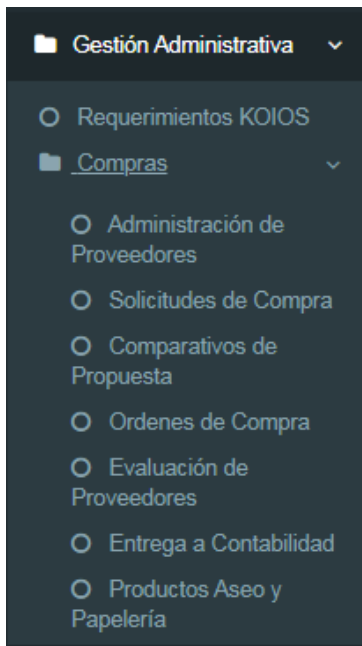 Gestión Administrativa
Requerimientos KOIOS
Compras
Administración de
Proveedores
Solicitudes de Compra
Comparativos de
Propuesta
Ordenes de Compra
Evaluación de
Proveedores
Entrega a Contabilidad
Productos Aseo y
Papelería